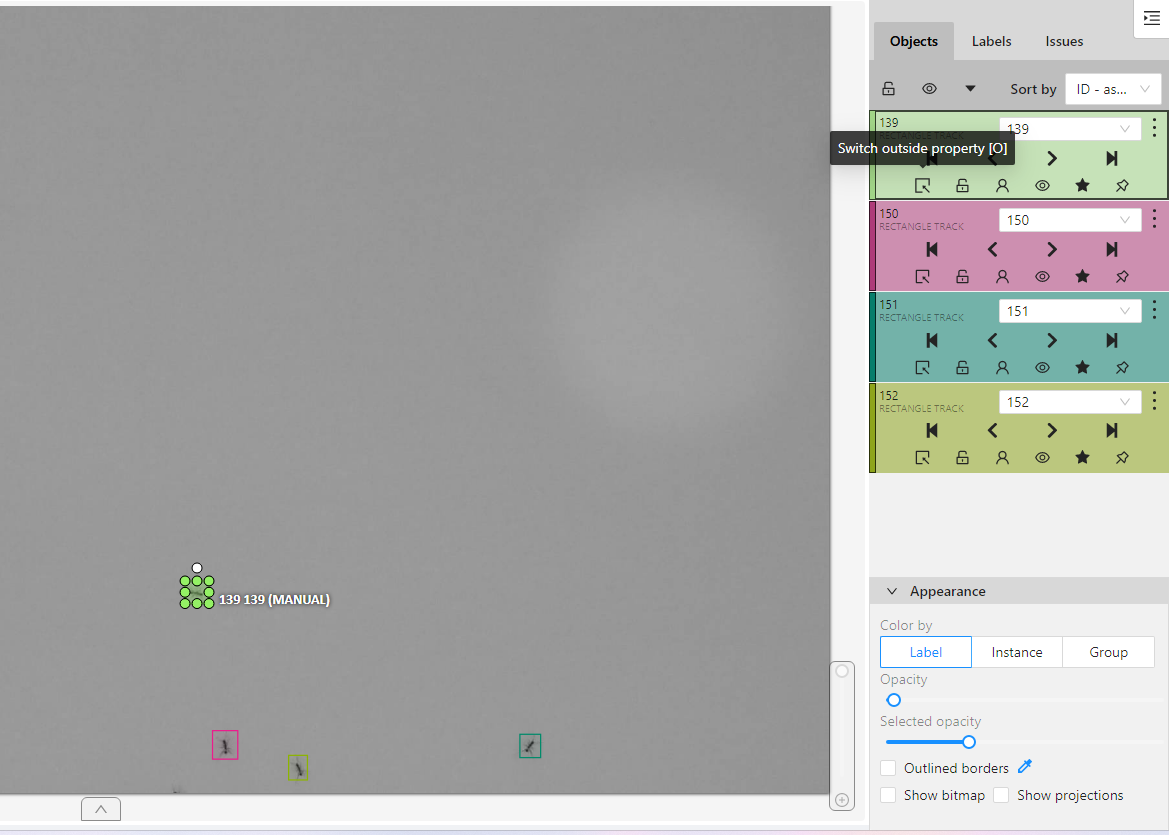 Objects
Labels
Issues
Sort by
ID - as...
139
RECTANGLE TRACK
139
Switch outside property [O]
150
RECTANGLE TRACK
150
151
RECTANGLE TRACK
151
152
RECTANGLE TRACK
152
139 139 (MANUAL)
Appearance
Color by
Label
Instance
Group
Opacity
Selected opacity
Outlined borders
Show bitmap
Show projections